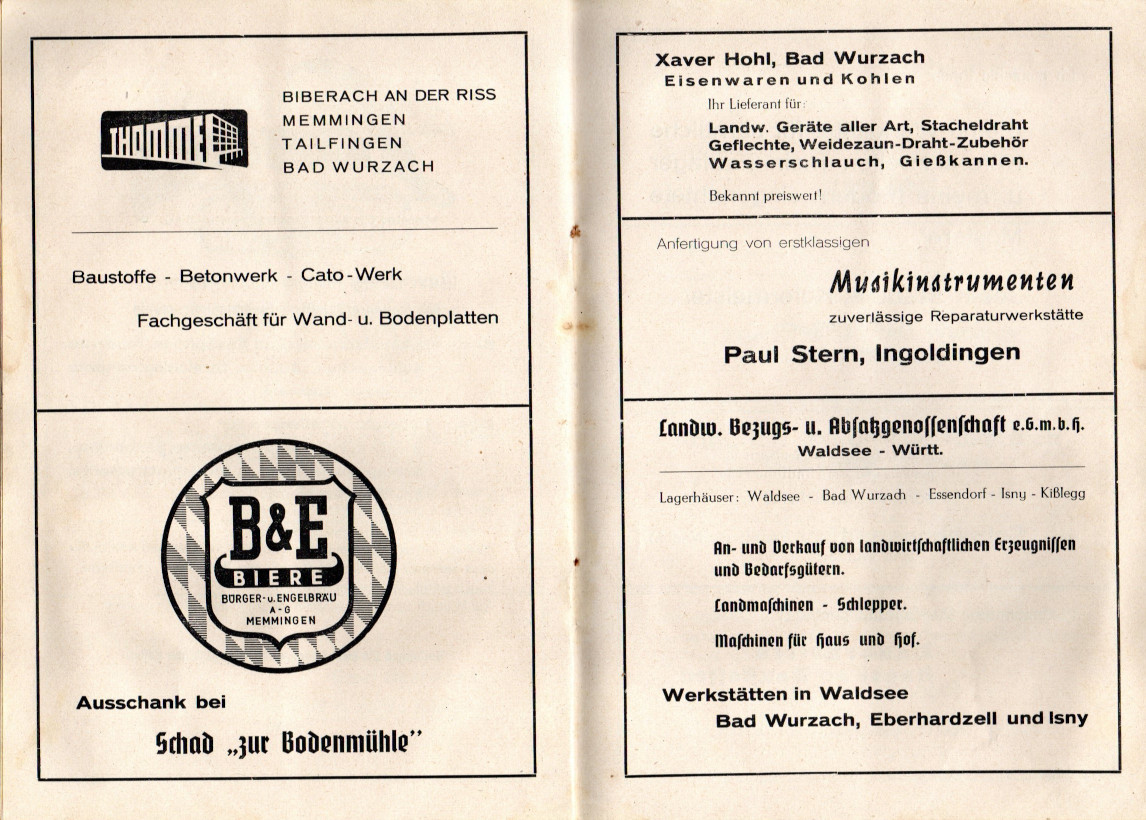 THOMMEL
BIBERACH AN DER RISS
MEMMINGEN
TAILFINGEN
BAD WURZACH
Baustoffe - Betonwerk - Cato-Werk
Fachgeschäft für Wand- u. Bodenplatten
B&E
BIERE
BÜRGER- u. ENGELBRÄU
A-G
MEMMINGEN
Ausschank bei
Schad „zur Bodenmühle”
Xaver Hohl, Bad Wurzach
Eisenwaren und Kohlen
Ihr Lieferant für:
Landw. Geräte aller Art, Stacheldraht
Geflechte, Weidezaun-Draht-Zubehör
Wasserschlauch, Gießkannen.
Bekannt preiswert!
Anfertigung von erstklassigen
Musikinstrumenten
zuverlässige Reparaturwerkstätte
Paul Stern, Ingoldingen
Landw. Bezugs- u. Abſatzgenoſſenſchaft e.G.m.b.H.
Waldsee - Württ.
Lagerhäuser: Waldsee - Bad Wurzach - Essendorf - Isny - Kißlegg
An- und Verkauf von landwirtſchaftlichen Erzeugniſſen
und Bedarfsgütern.
Landmaſchinen - Schlepper.
Maſchinen für Haus und Hof.
Werkstätten in Waldsee
Bad Wurzach, Eberhardzell und Isny